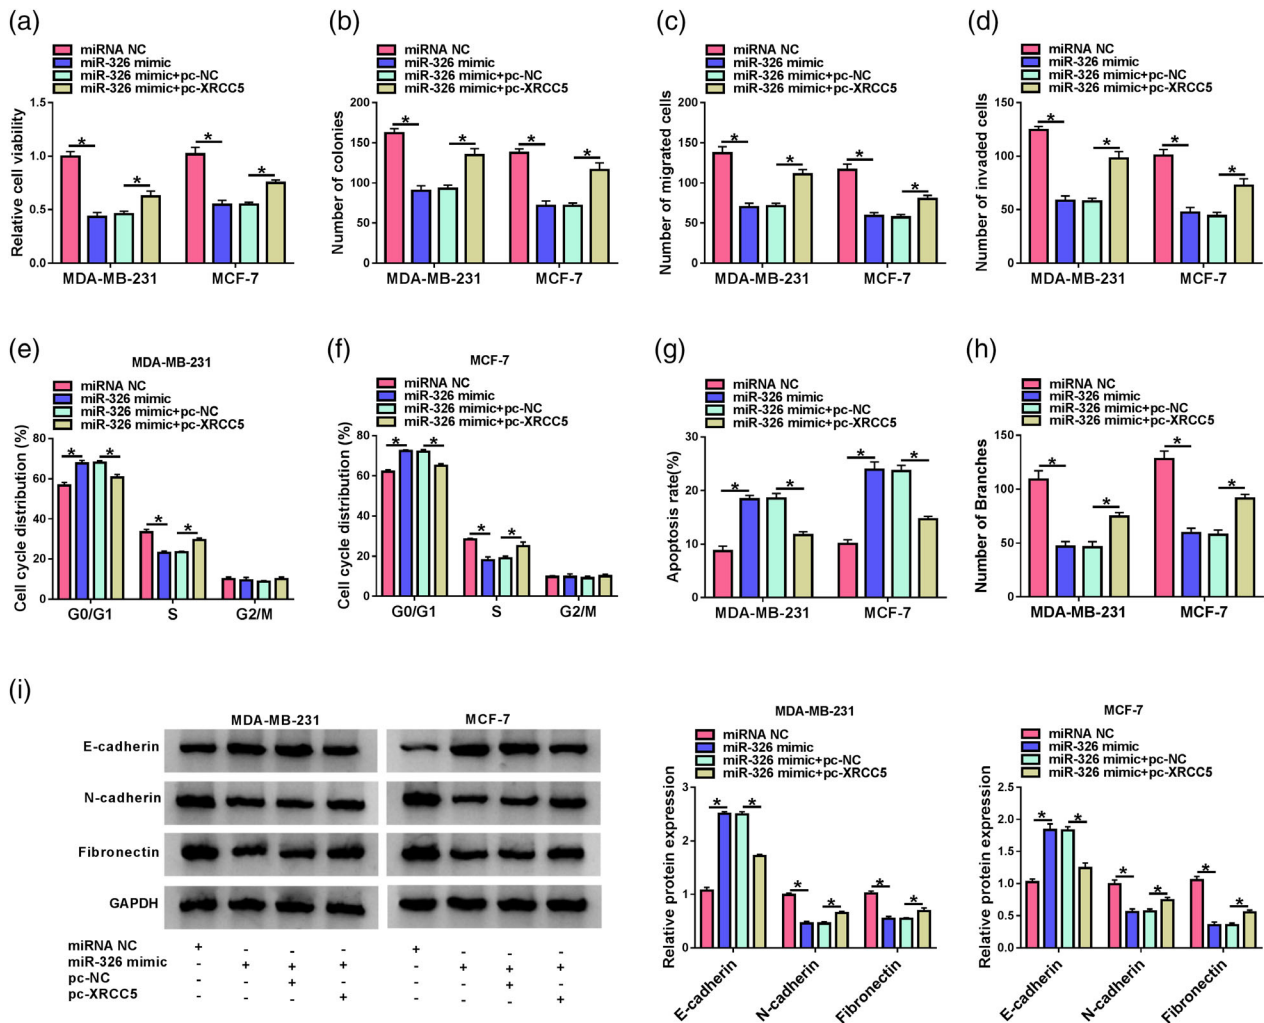 (a)
miRNA NC
miR-326 mimic
miR-326 mimic+pc-NC
miR-326 mimic+pc-XRCC5
Relative cell viability
1.5
1.0
0.5
0.0
* * * *
MDA-MB-231 MCF-7
(b)
miRNA NC
miR-326 mimic
miR-326 mimic+pc-NC
miR-326 mimic+pc-XRCC5
Number of colonies
200
150
100
50
0
* * * *
MDA-MB-231 MCF-7
(c)
miRNA NC
miR-326 mimic
miR-326 mimic+pc-NC
miR-326 mimic+pc-XRCC5
Number of migrated cells
200
150
100
50
0
* * * *
MDA-MB-231 MCF-7
(d)
miRNA NC
miR-326 mimic
miR-326 mimic+pc-NC
miR-326 mimic+pc-XRCC5
Number of invaded cells
150
100
50
0
* * * *
MDA-MB-231 MCF-7
(e)
MDA-MB-231
miRNA NC
miR-326 mimic
miR-326 mimic+pc-NC
miR-326 mimic+pc-XRCC5
Cell cycle distribution (%)
80
60
40
20
0
* * * *
G0/G1 S G2/M
(f)
MCF-7
miRNA NC
miR-326 mimic
miR-326 mimic+pc-NC
miR-326 mimic+pc-XRCC5
Cell cycle distribution (%)
80
60
40
20
0
* * * *
G0/G1 S G2/M
(g)
miRNA NC
miR-326 mimic
miR-326 mimic+pc-NC
miR-326 mimic+pc-XRCC5
Apoptosis rate(%)
30
20
10
0
* * * *
MDA-MB-231 MCF-7
(h)
miRNA NC
miR-326 mimic
miR-326 mimic+pc-NC
miR-326 mimic+pc-XRCC5
Number of Branches
150
100
50
0
* * * *
MDA-MB-231 MCF-7
(i)
MDA-MB-231 MCF-7
E-cadherin
N-cadherin
Fibronectin
GAPDH
miRNA NC + - - - + - - -
miR-326 mimic - + + + - + + +
pc-NC - - + - - - + -
pc-XRCC5 - - - + - - - +
MDA-MB-231
miRNA NC
miR-326 mimic
miR-326 mimic+pc-NC
miR-326 mimic+pc-XRCC5
Relative protein expression
3
2
1
0
* * * * * *
E-cadherin N-cadherin Fibronectin
MCF-7
miRNA NC
miR-326 mimic
miR-326 mimic+pc-NC
miR-326 mimic+pc-XRCC5
Relative protein expression
2.5
2.0
1.5
1.0
0.5
0.0
* * * * * *
E-cadherin N-cadherin Fibronectin